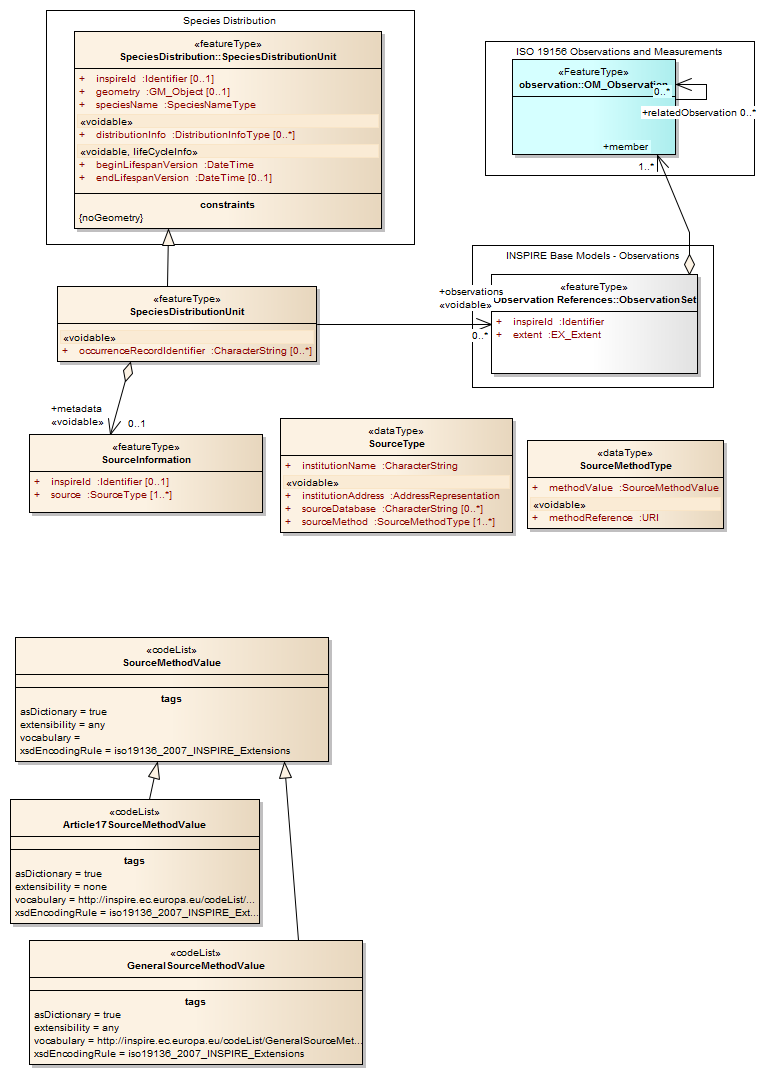 Species Distribution
«featureType»
SpeciesDistribution::SpeciesDistributionUnit
+ inspireId :Identifier [0..1]
+ geometry :GM_Object [0..1]
+ speciesName :SpeciesNameType
«voidable»
+ distributionInfo :DistributionInfoType [0..*]
«voidable, lifeCycleInfo»
+ beginLifespanVersion :DateTime
+ endLifespanVersion :DateTime [0..1]
constraints
{noGeometry}
ISO 19156 Observations and Measurements
«FeatureType»
observation::OM_Observation
0..*
+relatedObservation 0..*
+member
1..*
INSPIRE Base Models - Observations
«featureType»
Observation References::ObservationSet
+ inspireId :Identifier
+ extent :EX_Extent
+observations
«voidable»
0..*
«featureType»
SpeciesDistributionUnit
«voidable»
+ occurrenceRecordIdentifier :CharacterString [0..*]
+metadata
«voidable»
0..1
«featureType»
SourceInformation
+ inspireId :Identifier [0..1]
+ source :SourceType [1..*]
«dataType»
SourceType
+ institutionName :CharacterString
«voidable»
+ institutionAddress :AddressRepresentation
+ sourceDatabase :CharacterString [0..*]
+ sourceMethod :SourceMethodType [1..*]
«dataType»
SourceMethodType
+ methodValue :SourceMethodValue
«voidable»
+ methodReference :URI
«codeList»
SourceMethodValue
tags
asDictionary = true
extensibility = any
vocabulary =
xsdEncodingRule = iso19136_2007_INSPIRE_Extensions
«codeList»
Article17SourceMethodValue
tags
asDictionary = true
extensibility = none
vocabulary = http://inspire.ec.europa.eu/codeList/...
xsdEncodingRule = iso19136_2007_INSPIRE_Ext...
«codeList»
GeneralSourceMethodValue
tags
asDictionary = true
extensibility = any
vocabulary = http://inspire.ec.europa.eu/codeList/GeneralSourceMet...
xsdEncodingRule = iso19136_2007_INSPIRE_Extensions